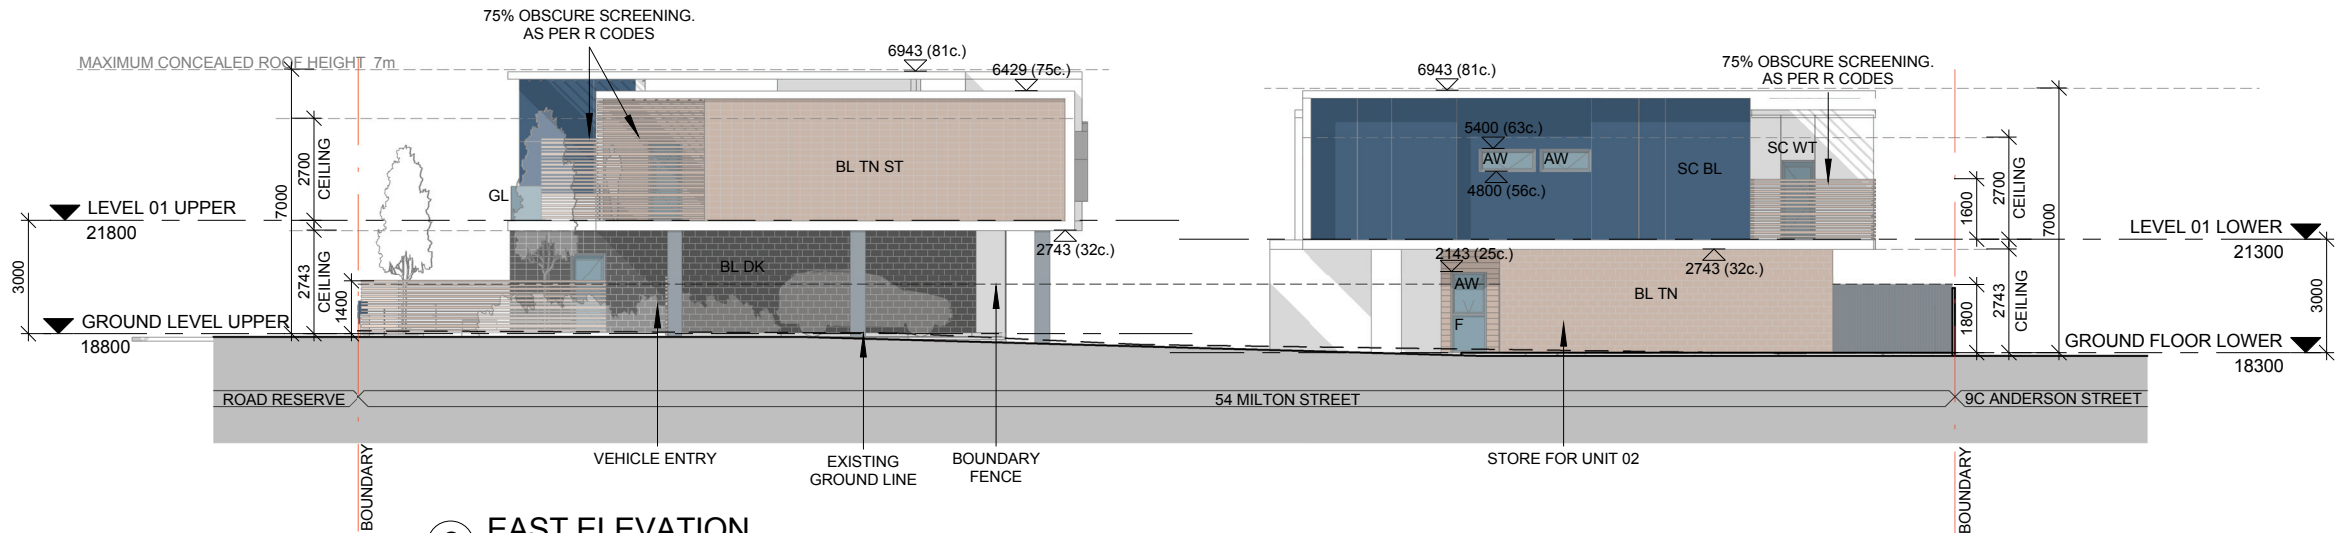 75% OBSCURE SCREENING.
AS PER R CODES
MAXIMUM CONCEALED ROOF HEIGHT 7m
6943 (81c.)
6429 (75c.)
6943 (81c.)
75% OBSCURE SCREENING.
AS PER R CODES
7000
2700
CEILING
2743
CEILING
1400
3000
LEVEL 01 UPPER
21800
GROUND LEVEL UPPER
18800
GL
BL TN ST
BL DK
2743 (32c.)
5400 (63c.)
AW
AW
4800 (56c.)
SC BL
SC WT
2143 (25c.)
AW
F
2743 (32c.)
BL TN
1600
2700
CEILING
7000
1800
2743
CEILING
3000
LEVEL 01 LOWER
21300
GROUND FLOOR LOWER
18300
ROAD RESERVE
54 MILTON STREET
9C ANDERSON STREET
BOUNDARY
VEHICLE ENTRY
EXISTING
GROUND LINE
BOUNDARY
FENCE
STORE FOR UNIT 02
BOUNDARY
EAST ELEVATION